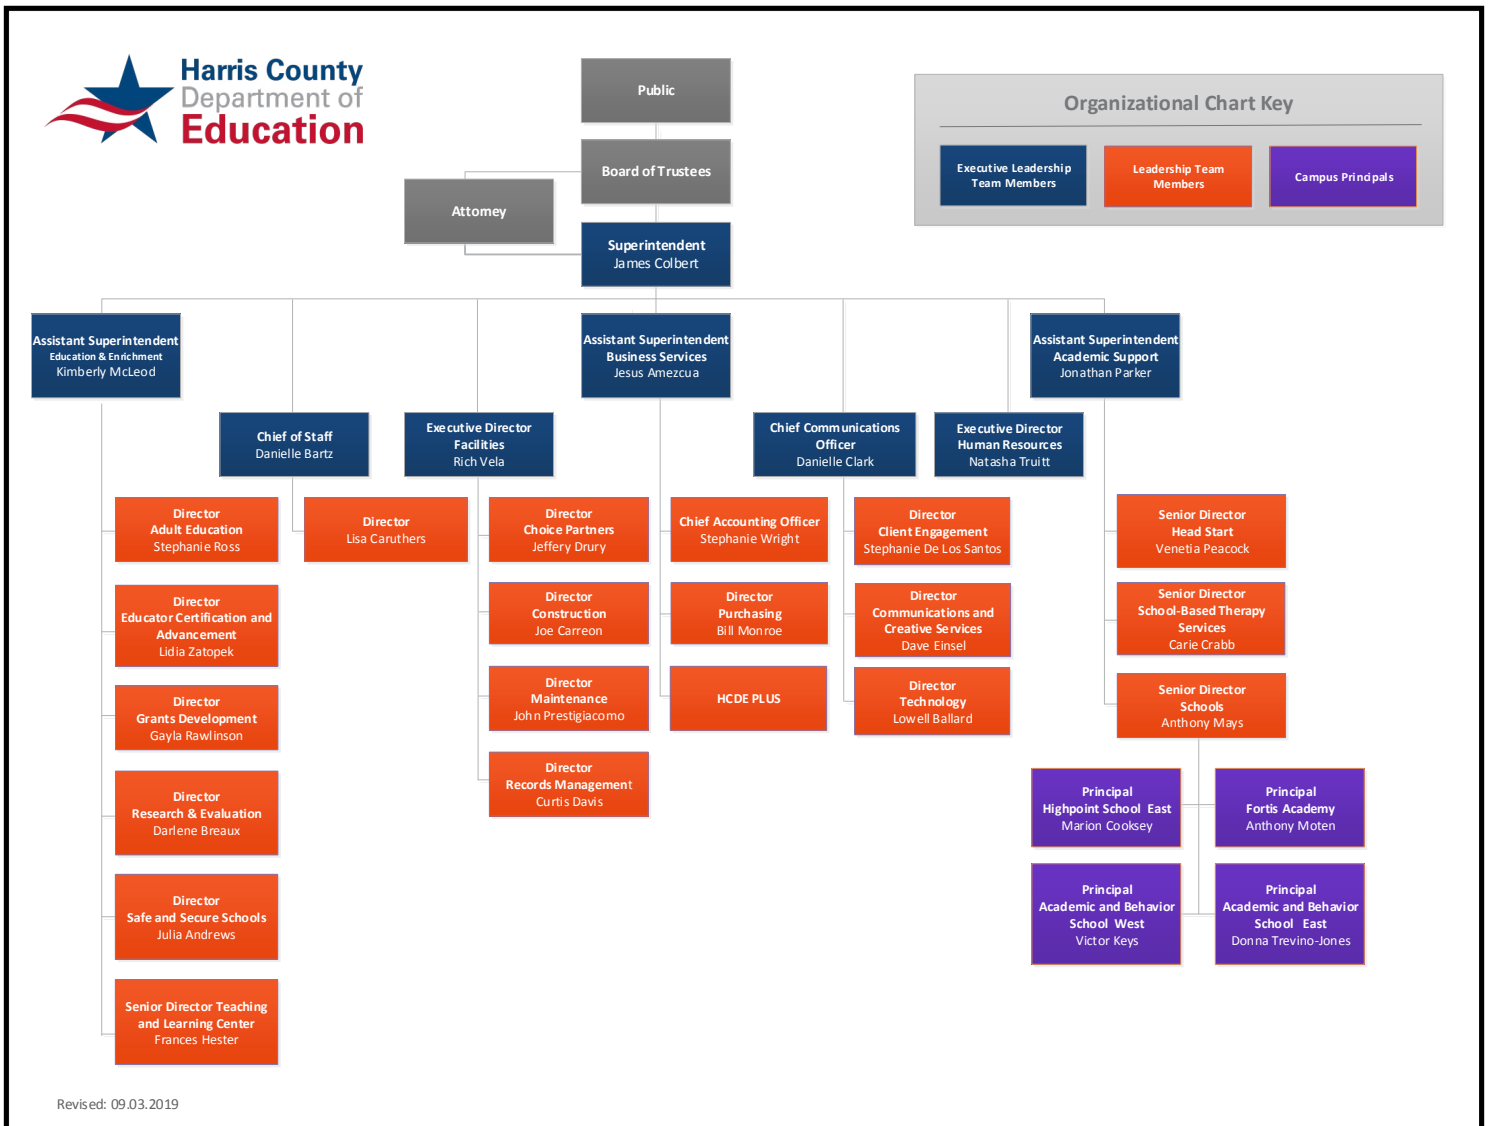 Harris County
Department of
Education
Public
Board of Trustees
Attorney
Superintendent
James Colbert
Organizational Chart Key
Executive Leadership
Team Members
Leadership Team
Members
Campus Principals
Assistant Superintendent
Education & Enrichment
Kimberly McLeod
Assistant Superintendent
Business Services
Jesus Amezcua
Assistant Superintendent
Academic Support
Jonathan Parker
Chief of Staff
Danielle Bartz
Executive Director
Facilities
Rich Vela
Chief Communications
Officer
Danielle Clark
Executive Director
Human Resources
Natasha Truitt
Director
Adult Education
Stephanie Ross
Director
Educator Certification and
Advancement
Lidia Zatopek
Director
Grants Development
Gayla Rawlinson
Director
Research & Evaluation
Darlene Breaux
Director
Safe and Secure Schools
Julia Andrews
Senior Director Teaching
and Learning Center
Frances Hester
Director
Lisa Caruthers
Director
Choice Partners
Jeffery Drury
Director
Construction
Joe Carreon
Director
Maintenance
John Prestigiacomo
Director
Records Management
Curtis Davis
Chief Accounting Officer
Stephanie Wright
Director
Purchasing
Bill Monroe
HCDE PLUS
Director
Client Engagement
Stephanie De Los Santos
Director
Communications and
Creative Services
Dave Einsel
Director
Technology
Lowell Ballard
Senior Director
Head Start
Venetia Peacock
Senior Director
School-Based Therapy
Services
Carie Crabb
Senior Director
Schools
Anthony Mays
Principal
Highpoint School East
Marion Cooksey
Principal
Fortis Academy
Anthony Moten
Principal
Academic and Behavior
School West
Victor Keys
Principal
Academic and Behavior
School East
Donna Trevino-Jones
Revised: 09.03.2019